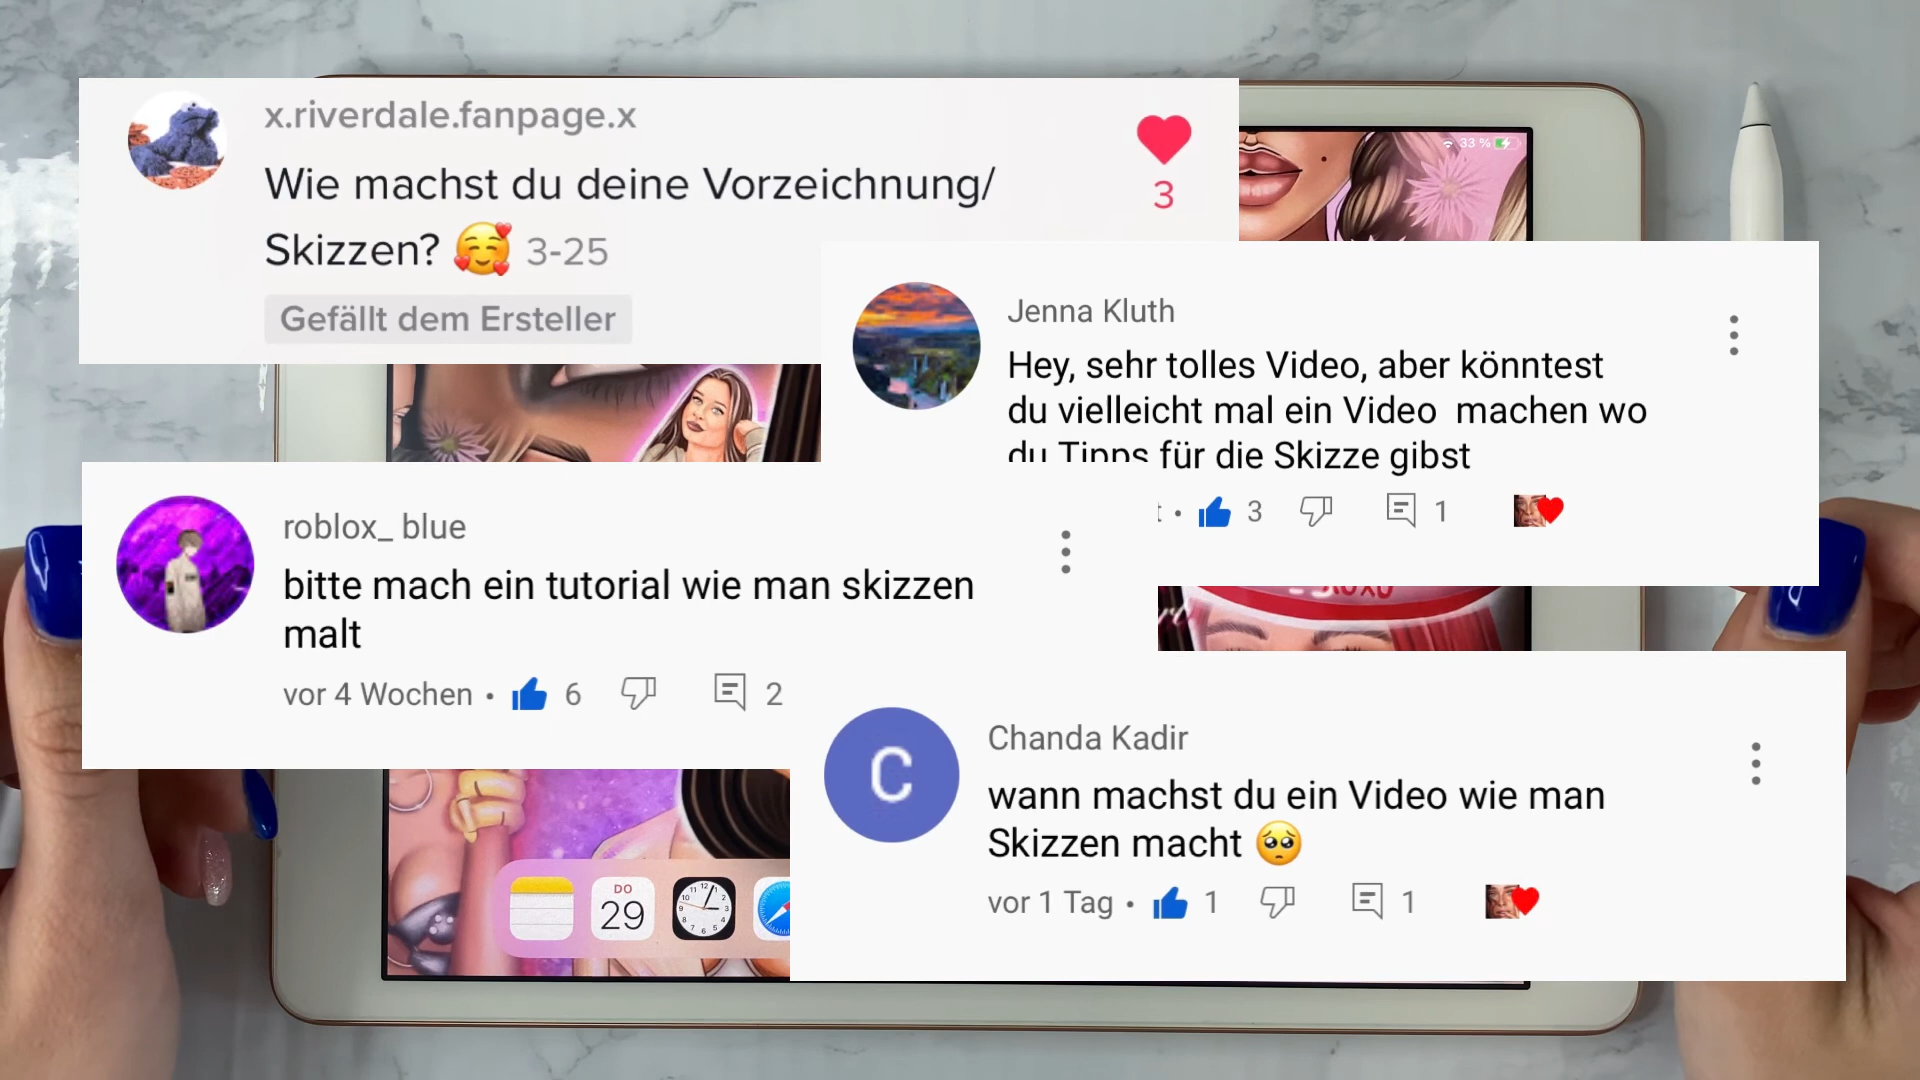 x.riverdale.fanpage.x
Wie machst du deine Vorzeichnung/
Skizzen? 🥰 3-25
Gefällt dem Ersteller
3
33 %
Jenna Kluth
Hey, sehr tolles Video, aber könntest
du vielleicht mal ein Video machen wo
du Tipps für die Skizze gibst
3 1
roblox_ blue
bitte mach ein tutorial wie man skizzen
malt
vor 4 Wochen • 6 2
C
Chanda Kadir
wann machst du ein Video wie man
Skizzen macht 🥺
vor 1 Tag • 1 1
DO
29